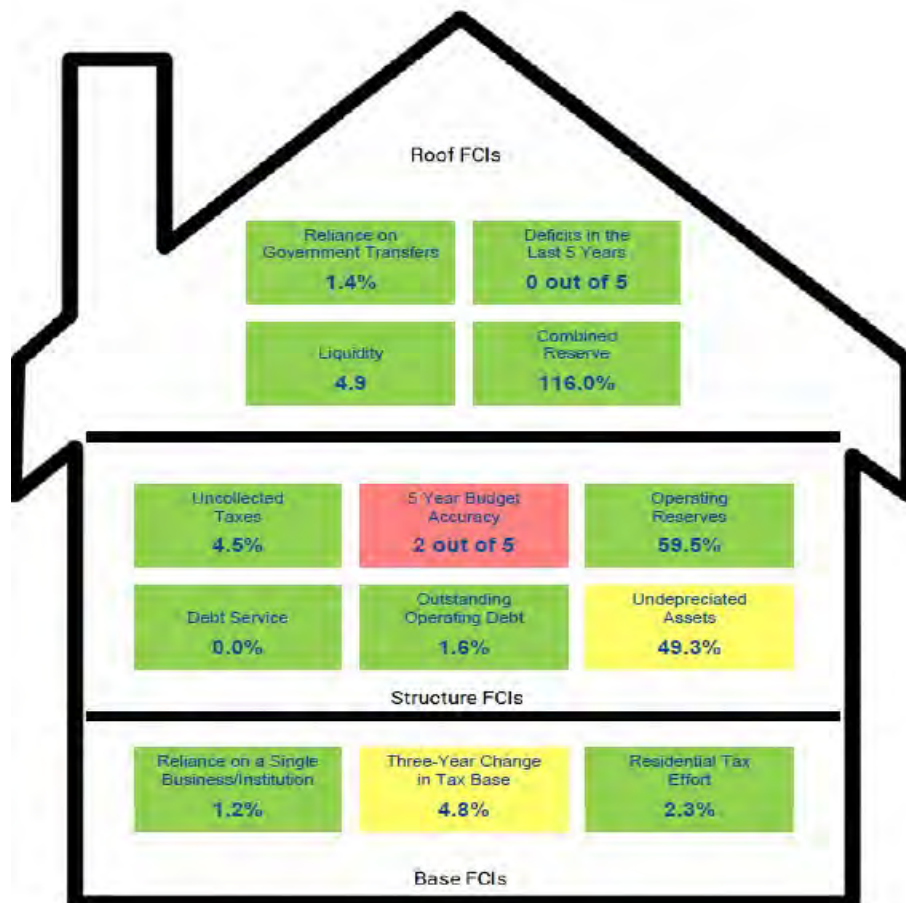 Roof FCIs
Reliance on
Government Transfers
1.4%
Deficits in the
Last 5 Years
0 out of 5
Liquidity
4.9
Combined
Reserve
116.0%
Uncollected
Taxes
4.5%
5 Year Budget
Accuracy
2 out of 5
Operating
Reserves
59.5%
Debt Service
0.0%
Outstanding
Operating Debt
1.6%
Undepreciated
Assets
49.3%
Structure FCIs
Reliance on a Single
Business/Institution
1.2%
Three-Year Change
in Tax Base
4.8%
Residential Tax
Effort
2.3%
Base FCIs